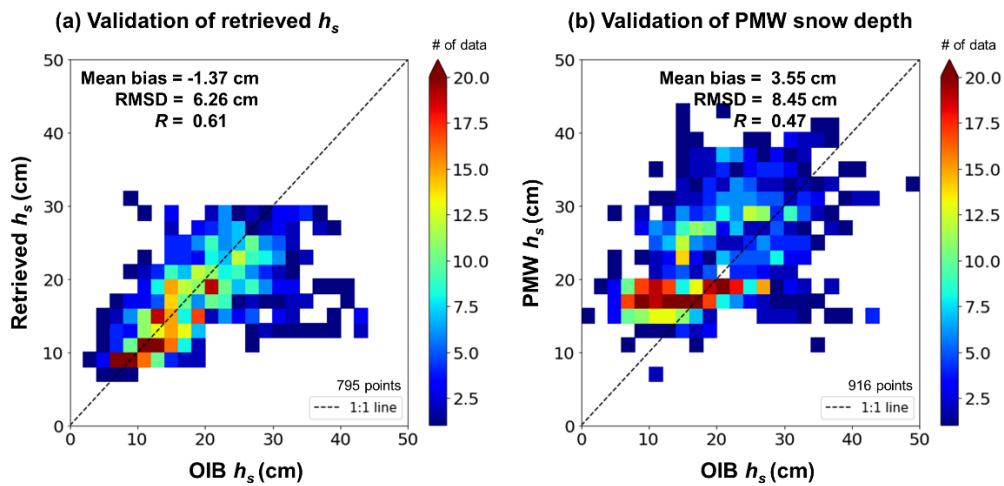 (a) Validation of retrieved hₛ
# of data
Mean bias = -1.37 cm
RMSD = 6.26 cm
R = 0.61
50
40
30
20
10
0
Retrieved hₛ (cm)
795 points
1:1 line
0 10 20 30 40 50
OIB hₛ (cm)
20.0
17.5
15.0
12.5
10.0
7.5
5.0
2.5
(b) Validation of PMW snow depth
# of data
Mean bias = 3.55 cm
RMSD = 8.45 cm
R = 0.47
50
40
30
20
10
0
PMW hₛ (cm)
916 points
1:1 line
0 10 20 30 40 50
OIB hₛ (cm)
20.0
17.5
15.0
12.5
10.0
7.5
5.0
2.5